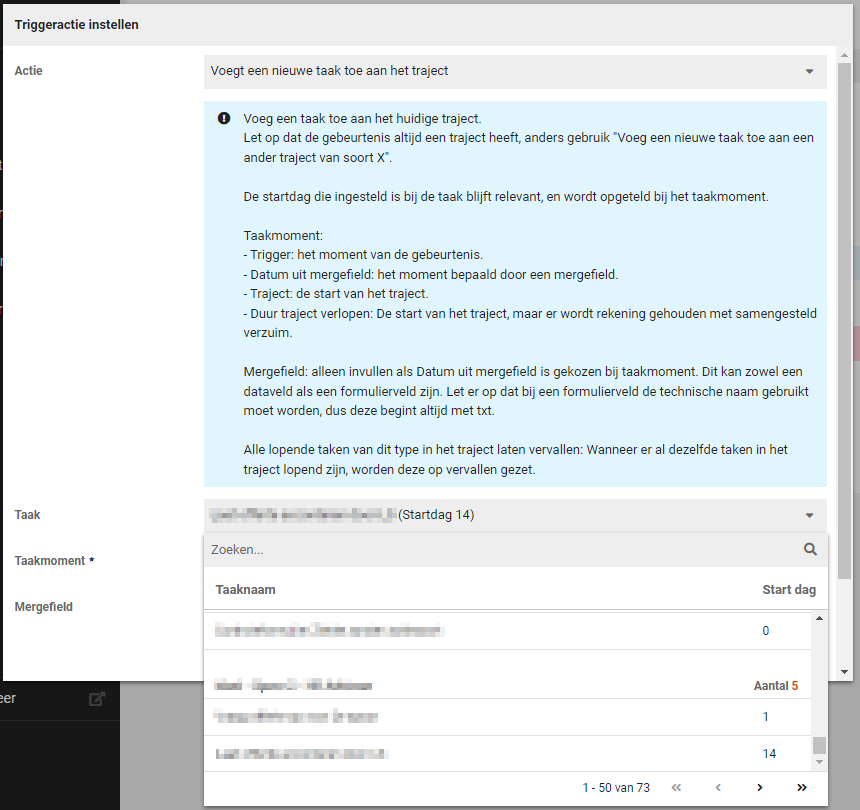 Triggeractie instellen
Actie
Voegt een nieuwe taak toe aan het traject
Voeg een taak toe aan het huidige traject.
Let op dat de gebeurtenis altijd een traject heeft, anders gebruik "Voeg een nieuwe taak toe aan een
ander traject van soort X".
De startdag die ingesteld is bij de taak blijft relevant, en wordt opgeteld bij het taakmoment.
Taakmoment:
- Trigger: het moment van de gebeurtenis.
- Datum uit mergefield: het moment bepaald door een mergefield.
- Traject: de start van het traject.
- Duur traject verlopen: De start van het traject, maar er wordt rekening gehouden met samengesteld
verzuim.
Mergefield: alleen invullen als Datum uit mergefield is gekozen bij taakmoment. Dit kan zowel een
dataveld als een formulierveld zijn. Let er op dat bij een formulierveld de technische naam gebruikt
moet worden, dus deze begint altijd met txt.
Alle lopende taken van dit type in het traject laten vervallen: Wanneer er al dezelfde taken in het
traject lopend zijn, worden deze op vervallen gezet.
Taak
(Startdag 14)
Taakmoment *
Zoeken...
Mergefield
Taaknaam Start dag
0
Aantal 5
1
14
eer
1 - 50 van 73